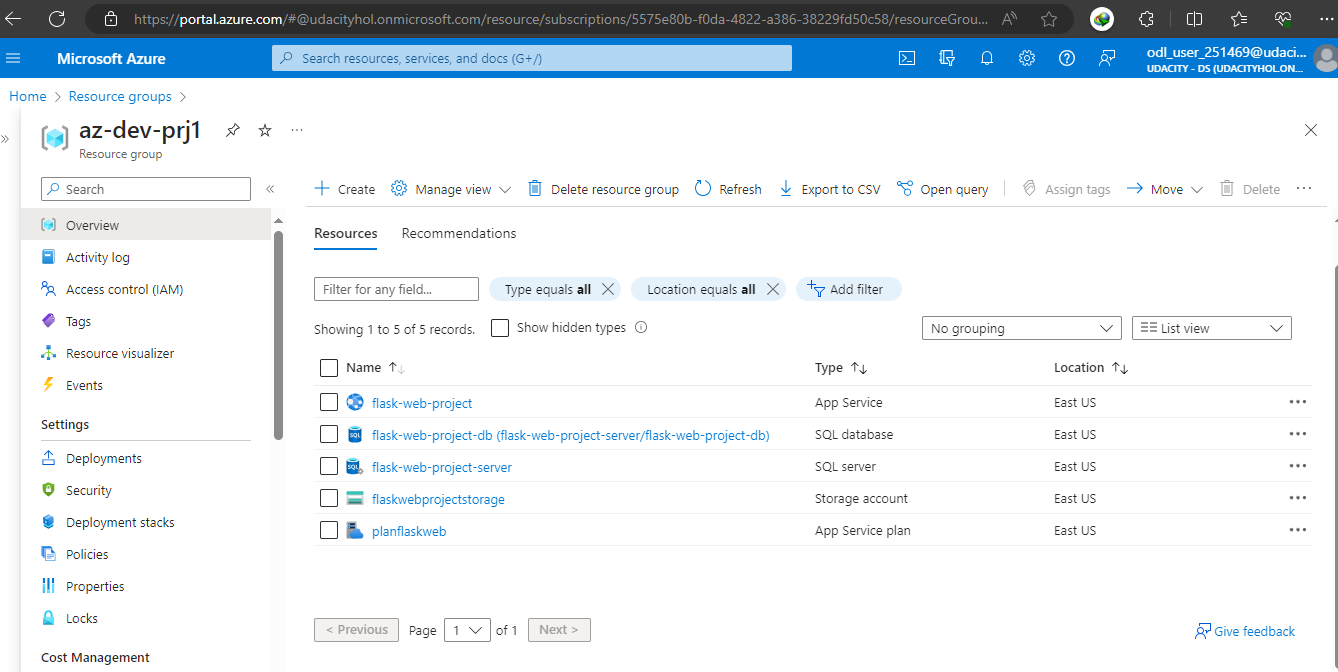 https://portal.azure.com/#@udacityhol.onmicrosoft.com/resource/subscriptions/5575e80b-f0da-4822-a386-38229fd50c58/resourceGrou...
Microsoft Azure
Search resources, services, and docs (G+/)
odl_user_251469@udaci...
UDACITY - DS (UDACITYHOL.ON...
Home > Resource groups >
az-dev-prj1
Resource group
Search
Overview
Activity log
Access control (IAM)
Tags
Resource visualizer
Events
Settings
Deployments
Security
Deployment stacks
Policies
Properties
Locks
Cost Management
Create Manage view Delete resource group Refresh Export to CSV Open query Assign tags Move Delete
Resources Recommendations
Filter for any field... Type equals all Location equals all Add filter
Showing 1 to 5 of 5 records. Show hidden types No grouping List view
Name Type Location
flask-web-project App Service East US
flask-web-project-db (flask-web-project-server/flask-web-project-db) SQL database East US
flask-web-project-server SQL server East US
flaskwebprojectstorage Storage account East US
planflaskweb App Service plan East US
< Previous Page 1 of 1 Next >
Give feedback